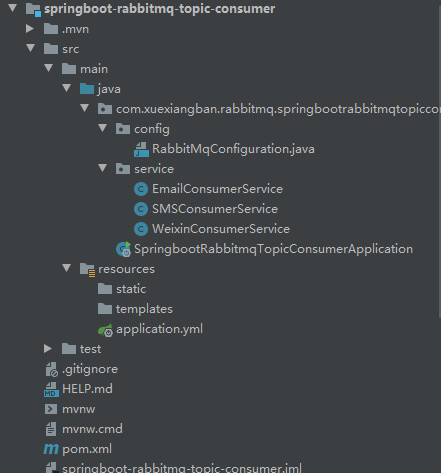 springboot-rabbitmq-topic-consumer
.mvn
src
main
java
com.xuexiangban.rabbitmq.springbootrabbitmqtopicco
config
RabbitMqConfiguration.java
service
EmailConsumerService
SMSConsumerService
WeixinConsumerService
SpringbootRabbitmqTopicConsumerApplication
resources
static
templates
application.yml
test
.gitignore
HELP.md
mvnw
mvnw.cmd
pom.xml
springboot-rabbitmq-topic-consumer.iml